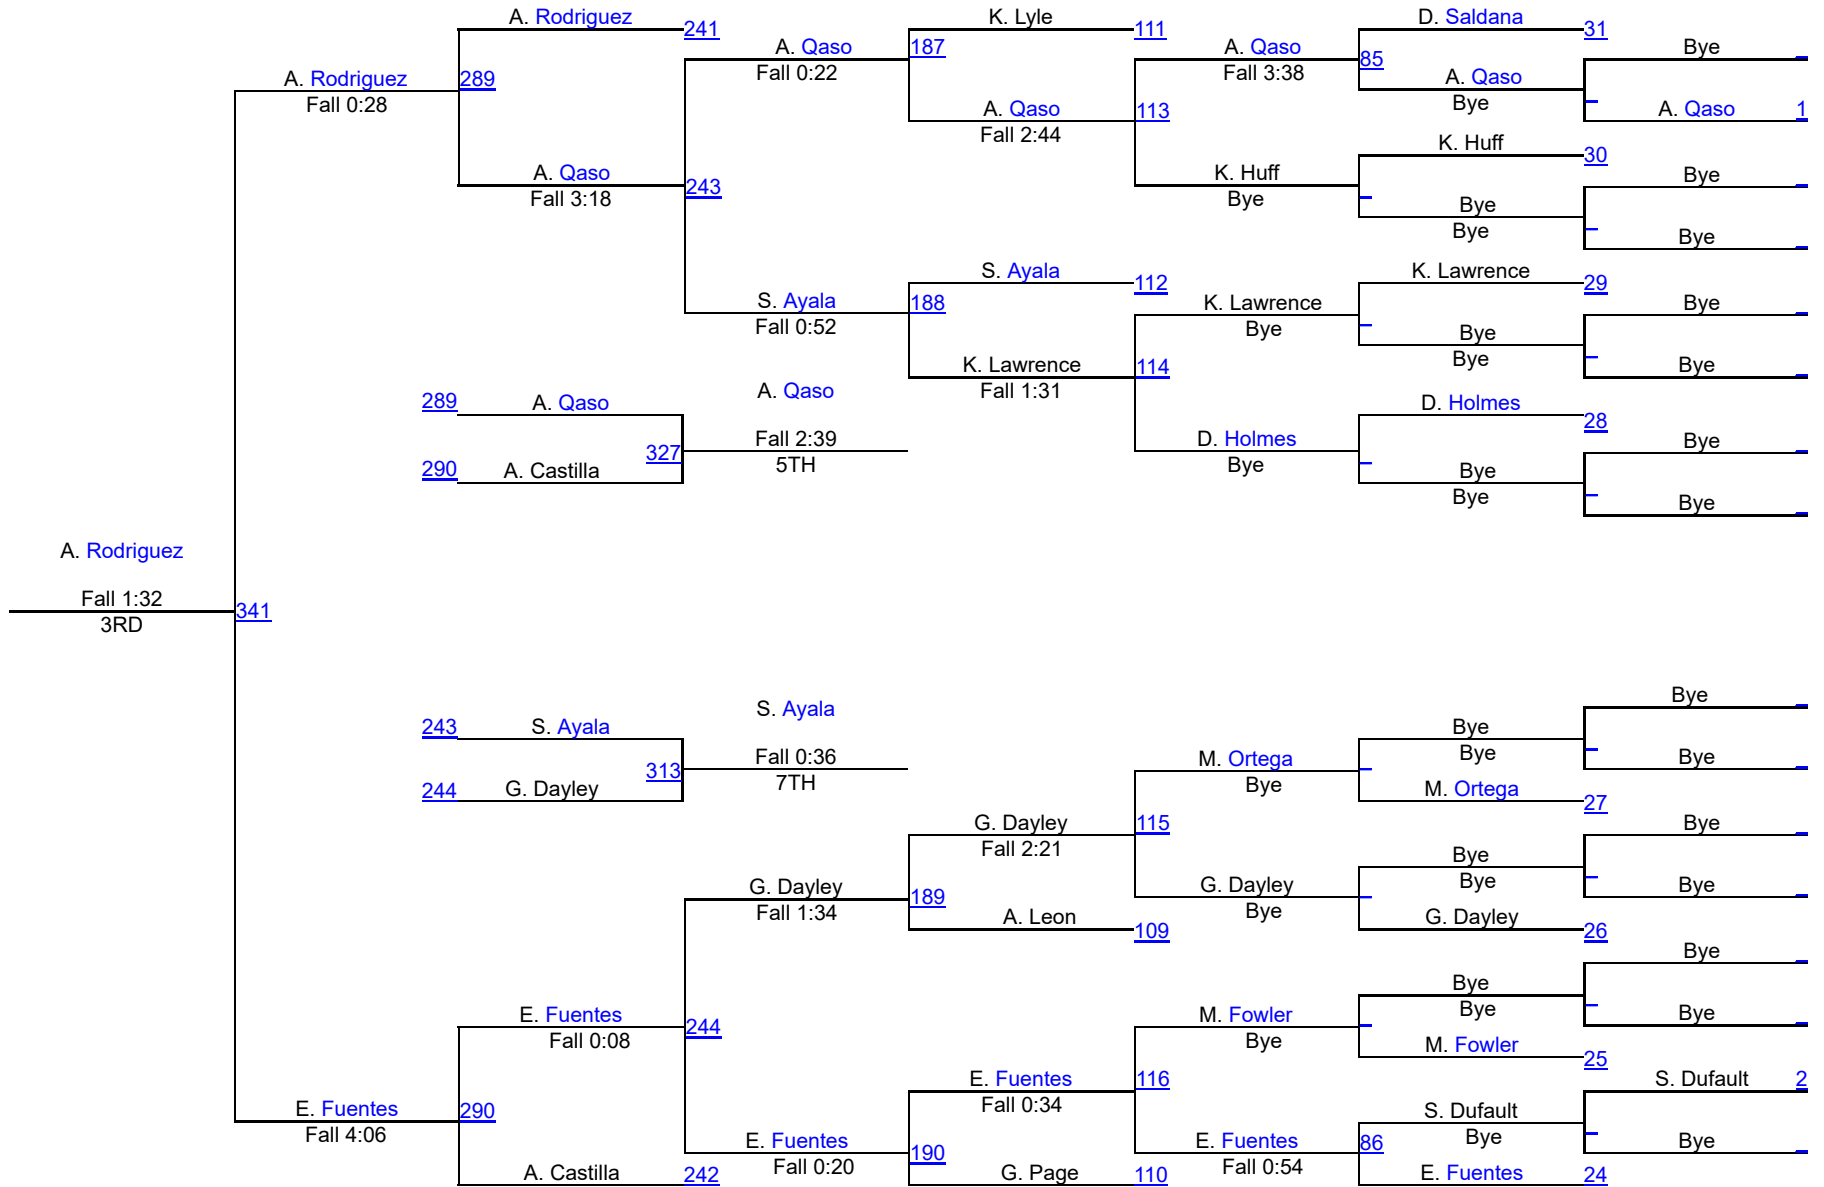 A. Rodriguez 241
K. Lyle 111
D. Saldana 31
A. Qaso 187
A. Qaso 85
Bye
Fall 0:22
Fall 3:38
A. Rodriguez 289
A. Qaso
Fall 0:28
Bye
A. Qaso 113
A. Qaso 1
Fall 2:44
K. Huff 30
A. Qaso 243
K. Huff
Bye
Fall 3:18
Bye
Bye
Bye
Bye
S. Ayala 112
K. Lawrence 29
S. Ayala 188
K. Lawrence
Bye
Fall 0:52
Bye
Bye
Bye
K. Lawrence 114
Bye
Fall 1:31
A. Qaso
289 A. Qaso
D. Holmes 28
Fall 2:39
D. Holmes
Bye
327
5TH
Bye
290 A. Castilla
Bye
Bye
Bye
A. Rodriguez
Fall 1:32
341
3RD
Bye
S. Ayala
243 S. Ayala
Bye
Fall 0:36
M. Ortega
Bye
Bye
313
7TH
Bye
244 G. Dayley
M. Ortega 27
G. Dayley 115
Bye
Fall 2:21
Bye
G. Dayley 189
G. Dayley
Bye
Bye
Fall 1:34
Bye
A. Leon 109
G. Dayley 26
Bye
Bye
E. Fuentes 244
M. Fowler
Bye
Bye
Fall 0:08
Bye
M. Fowler 25
E. Fuentes 116
S. Dufault 2
Fall 0:34
E. Fuentes 290
S. Dufault
Fall 4:06
Bye
E. Fuentes 190
E. Fuentes 86
Bye
Fall 0:20
Fall 0:54
A. Castilla 242
G. Page 110
E. Fuentes 24